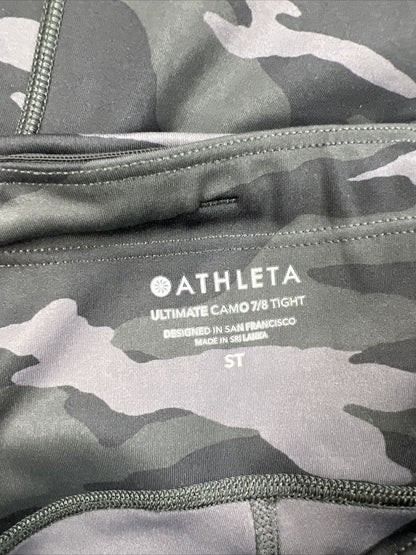 ATHLETA
ULTIMATE CAMO 7/8 TIGHT
DESIGNED IN SAN FRANCISCO
MADE IN SRI LANKA
ST